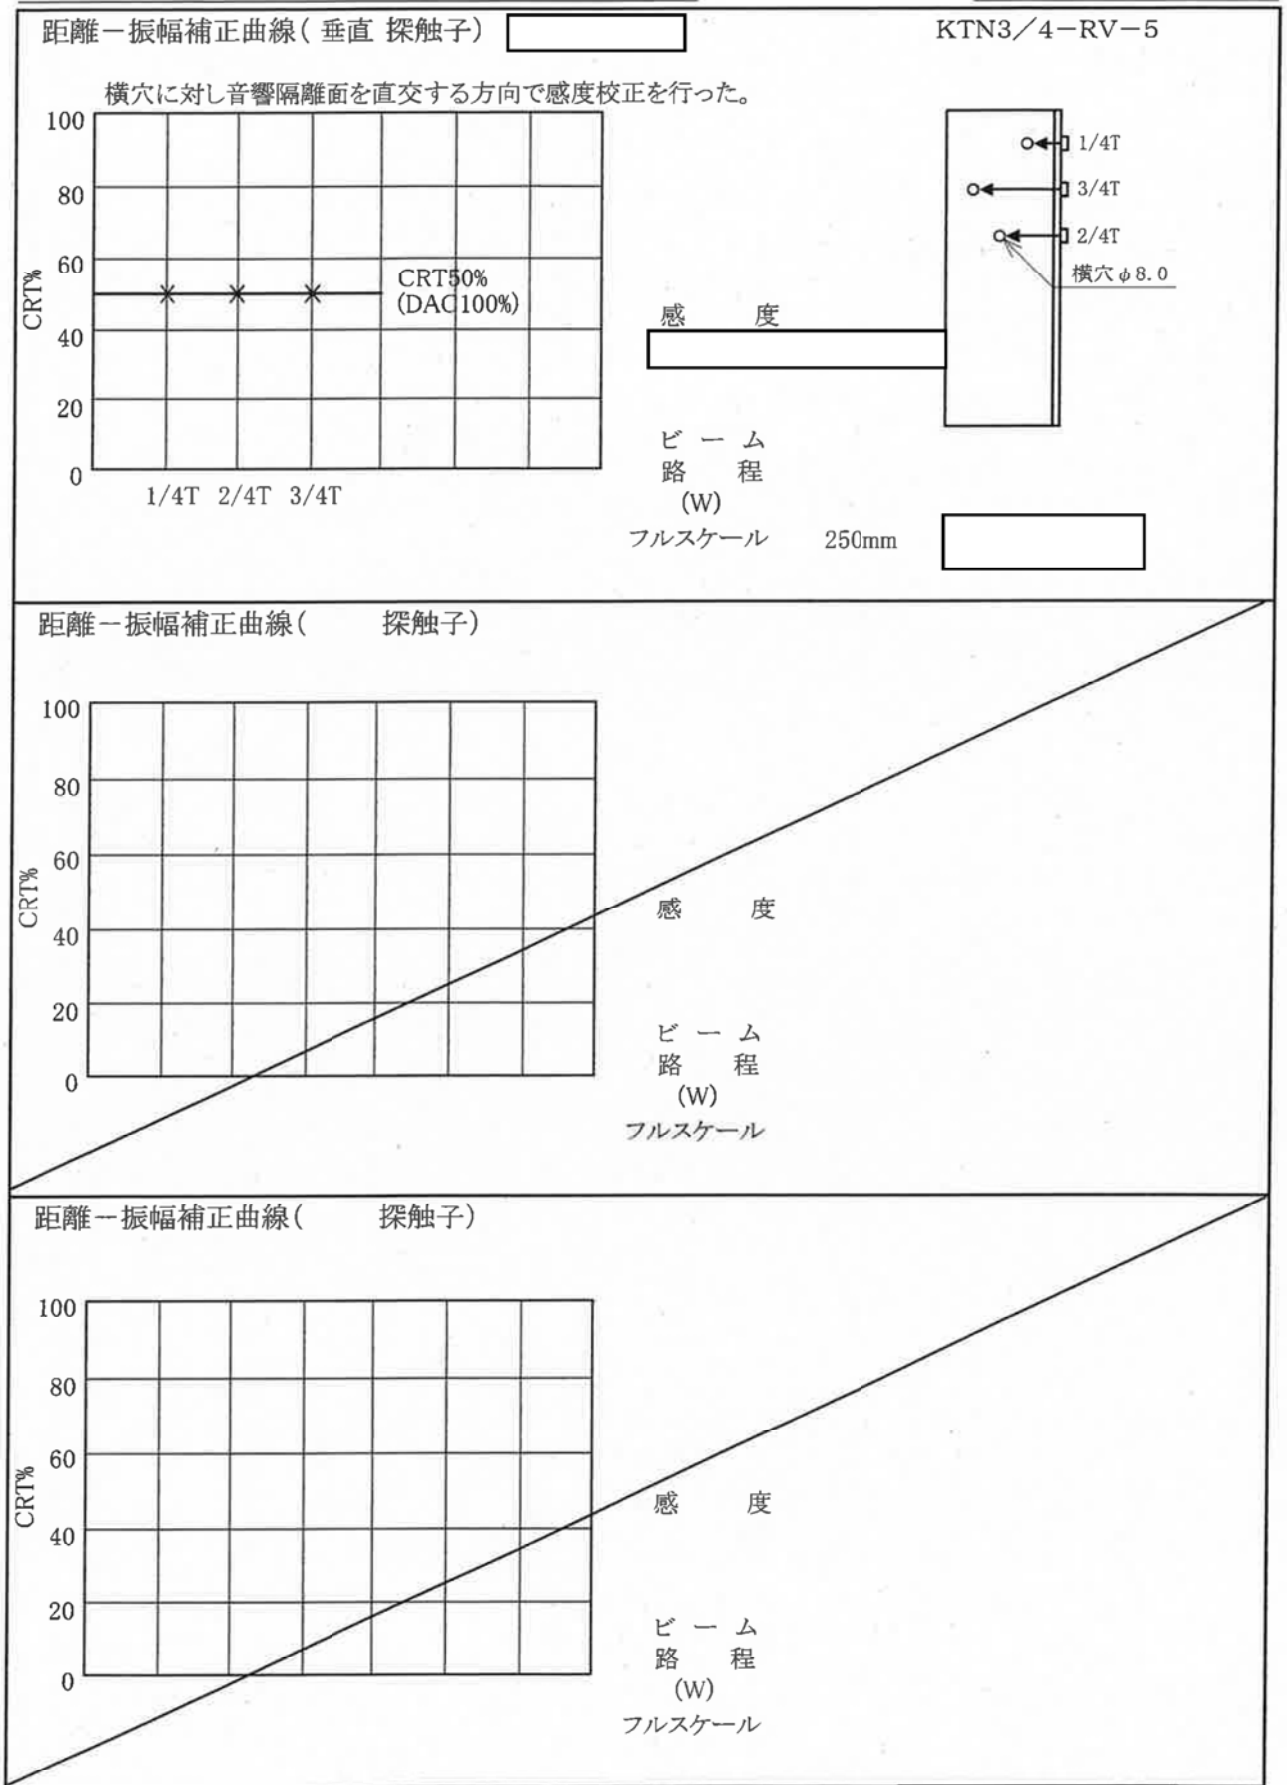 距離－振幅補正曲線( 垂直 探触子)
KTN3／4－RV－5
横穴に対し音響隔離面を直交する方向で感度校正を行った。
100
80
60
40
20
0
CRT%
CRT50%
(DAC100%)
1/4T 2/4T 3/4T
1/4T
3/4T
2/4T
横穴φ8.0
感 度
ビ ー ム
路 程
(W)
フルスケール 250mm
距離－振幅補正曲線( 探触子)
100
80
60
40
20
0
CRT%
感 度
ビ ー ム
路 程
(W)
フルスケール
距離－振幅補正曲線( 探触子)
100
80
60
40
20
0
CRT%
感 度
ビ ー ム
路 程
(W)
フルスケール